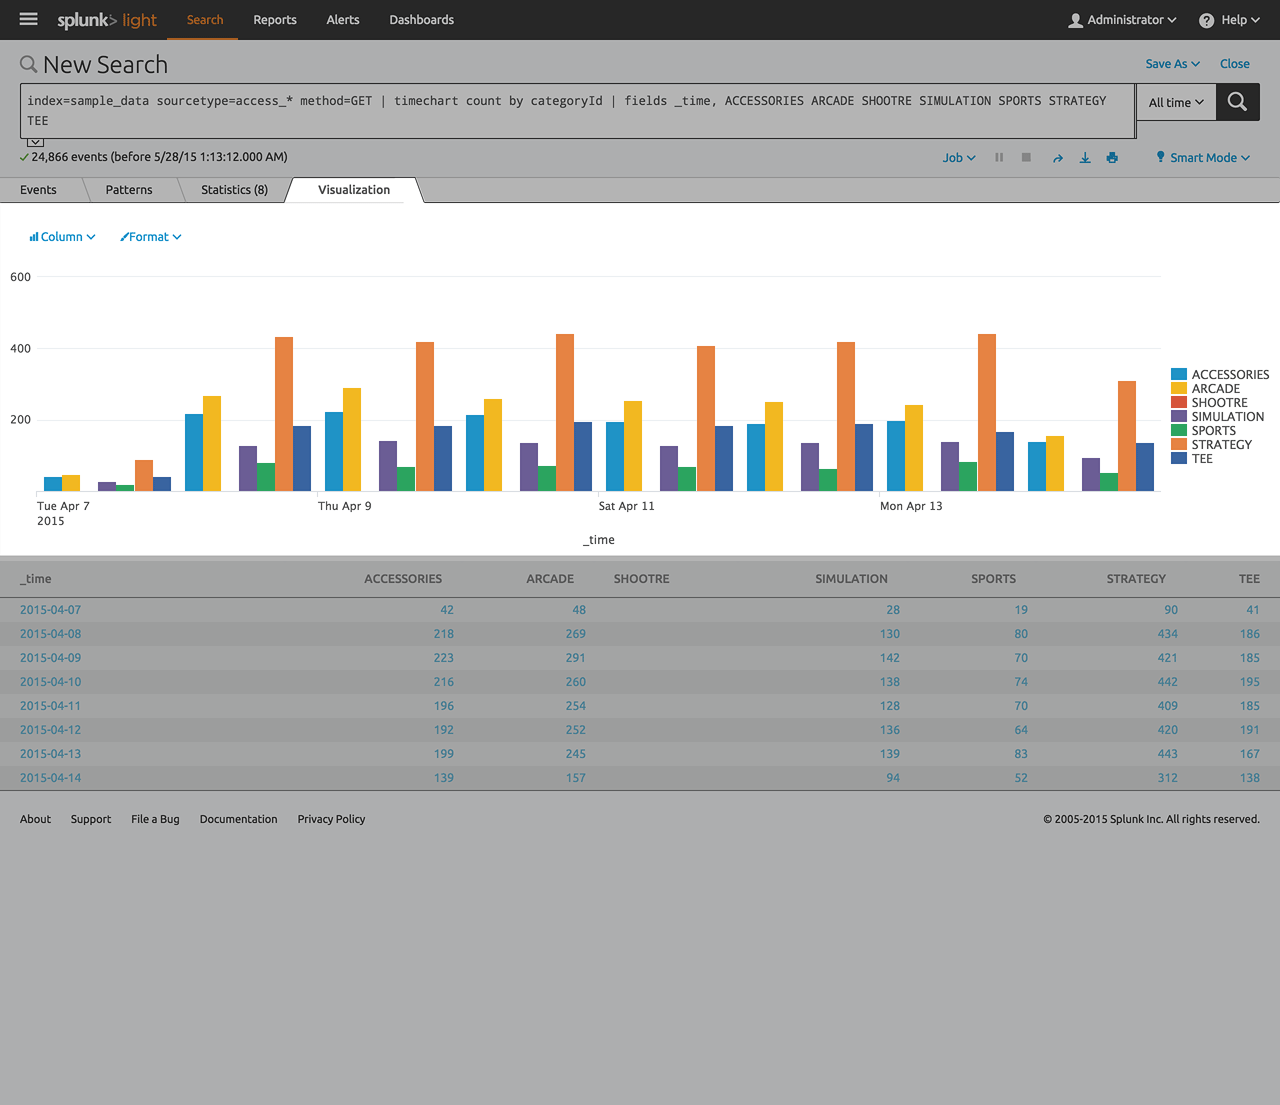 splunk> light Search Reports Alerts Dashboards Administrator ? Help
New Search Save As Close
index=sample_data sourcetype=access_* method=GET | timechart count by categoryId | fields _time, ACCESSORIES ARCADE SHOOTRE SIMULATION SPORTS STRATEGY
TEE
All time
24,866 events (before 5/28/15 1:13:12.000 AM) Job Smart Mode
Events Patterns Statistics (8) Visualization
Column Format
600
400
200
ACCESSORIES
ARCADE
SHOOTRE
SIMULATION
SPORTS
STRATEGY
TEE
Tue Apr 7 Thu Apr 9 Sat Apr 11 Mon Apr 13
2015
_time
_time ACCESSORIES ARCADE SHOOTRE SIMULATION SPORTS STRATEGY TEE
2015-04-07 42 48 28 19 90 41
2015-04-08 218 269 130 80 434 186
2015-04-09 223 291 142 70 421 185
2015-04-10 216 260 138 74 442 195
2015-04-11 196 254 128 70 409 185
2015-04-12 192 252 136 64 420 191
2015-04-13 199 245 139 83 443 167
2015-04-14 139 157 94 52 312 138
About Support File a Bug Documentation Privacy Policy © 2005-2015 Splunk Inc. All rights reserved.